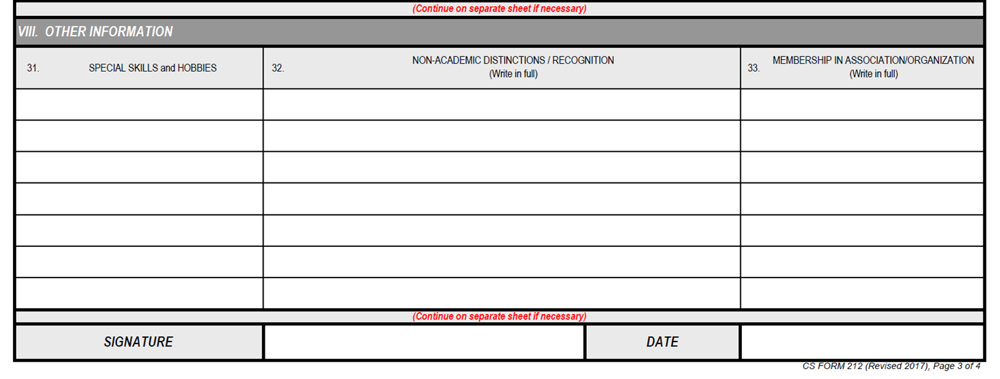 (Continue on separate sheet if necessary)
VIII. OTHER INFORMATION
31. SPECIAL SKILLS and HOBBIES
32. NON-ACADEMIC DISTINCTIONS / RECOGNITION
(Write in full)
33. MEMBERSHIP IN ASSOCIATION/ORGANIZATION
(Write in full)
(Continue on separate sheet if necessary)
SIGNATURE
DATE
CS FORM 212 (Revised 2017), Page 3 of 4